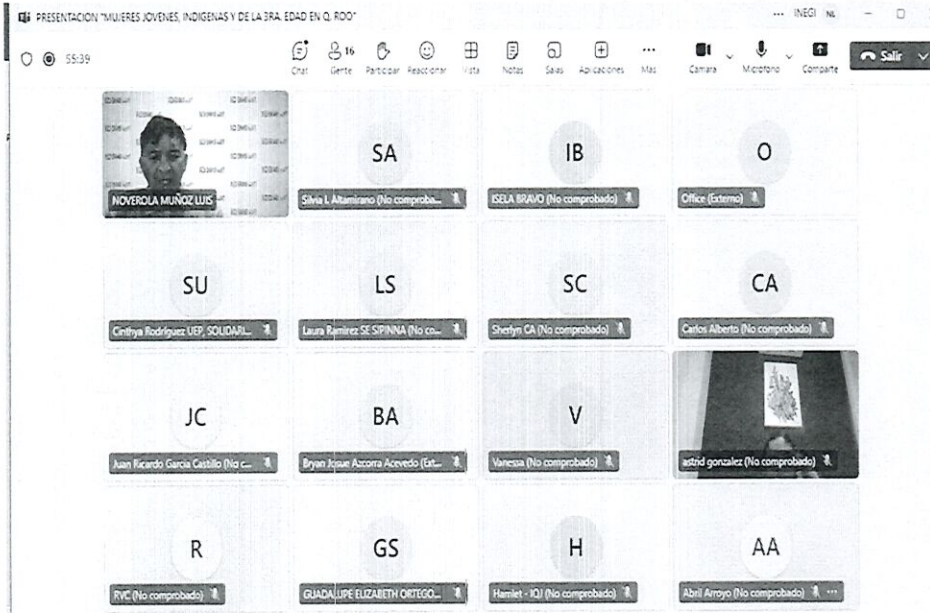 PRESENTACION "MUJERES JOVENES, INDIGENAS Y DE LA 3RA. EDAD EN Q. ROO"
... INEGI NL
55:39
16
Chat Gente Participar Reaccionar Vista Notas Salas Aplicaciones Más Cámara Micrófono Comparte
Salir
NOVEROLA MUÑOZ LUIS
SA
Silvia I. Altamirano (No comproba...
IB
ISELA BRAVO (No comprobado)
O
Office (Externo)
SU
Cinthya Rodríguez UEP, SOLIDARI...
LS
Laura Ramirez SE SIPINNA (No co...
SC
Sherlyn CA (No comprobado)
CA
Carlos Alberto (No comprobado)
JC
Juan Ricardo Garcia Castillo (No c...
BA
Bryan Josue Azcorra Acevedo (Ext...
V
Vanessa (No comprobado)
astrid gonzalez (No comprobado)
R
RVC (No comprobado)
GS
GUADALUPE ELIZABETH ORTEGO...
H
Hamlet - IQJ (No comprobado)
AA
Abril Arroyo (No comprobado) ...